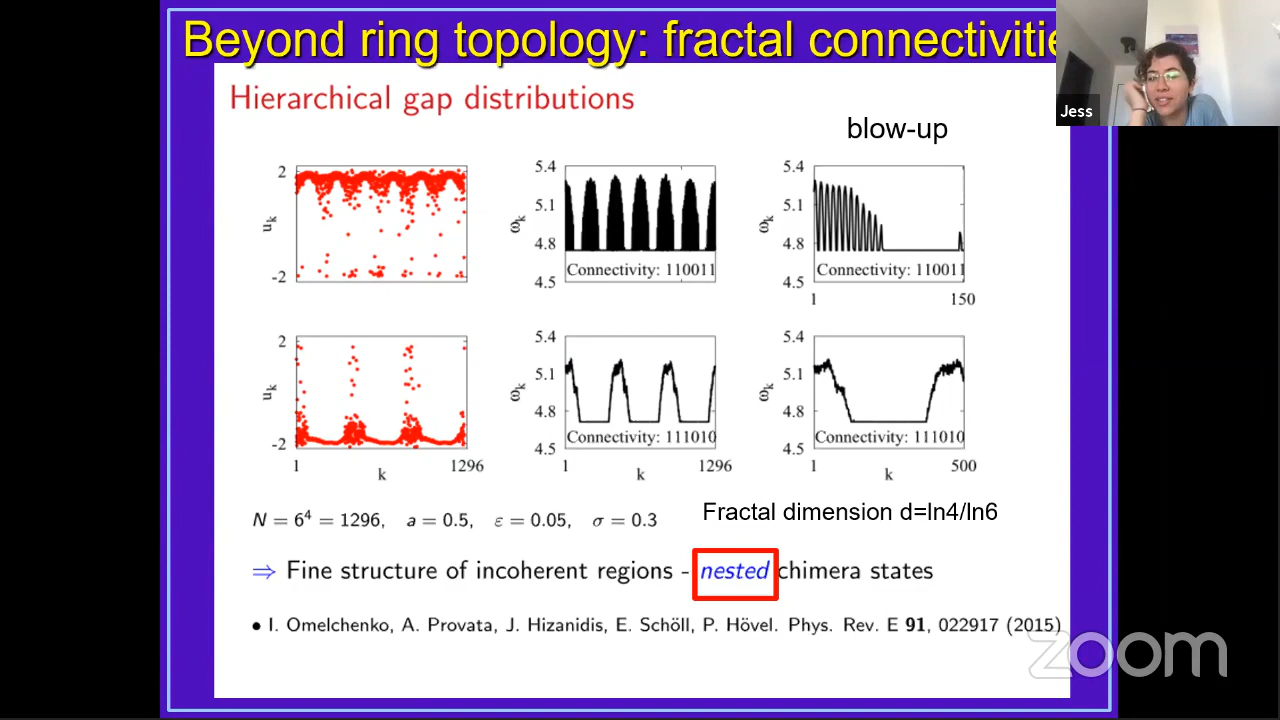 Beyond ring topology: fractal connectivitie
Jess
Hierarchical gap distributions
blow-up
2
-2
u_k
5.4
5.1
4.8
4.5
ω_k
Connectivity: 110011
5.4
5.1
4.8
4.5
ω_k
Connectivity: 110011
1
150
2
-2
u_k
1
1296
k
5.4
5.1
4.8
4.5
ω_k
Connectivity: 111010
1
1296
k
5.4
5.1
4.8
4.5
ω_k
Connectivity: 111010
1
500
k
N = 6⁴ = 1296, a = 0.5, ε = 0.05, σ = 0.3
Fractal dimension d=ln4/ln6
⇒ Fine structure of incoherent regions - nested chimera states
• I. Omelchenko, A. Provata, J. Hizanidis, E. Schöll, P. Hövel. Phys. Rev. E 91, 022917 (2015)
zoom